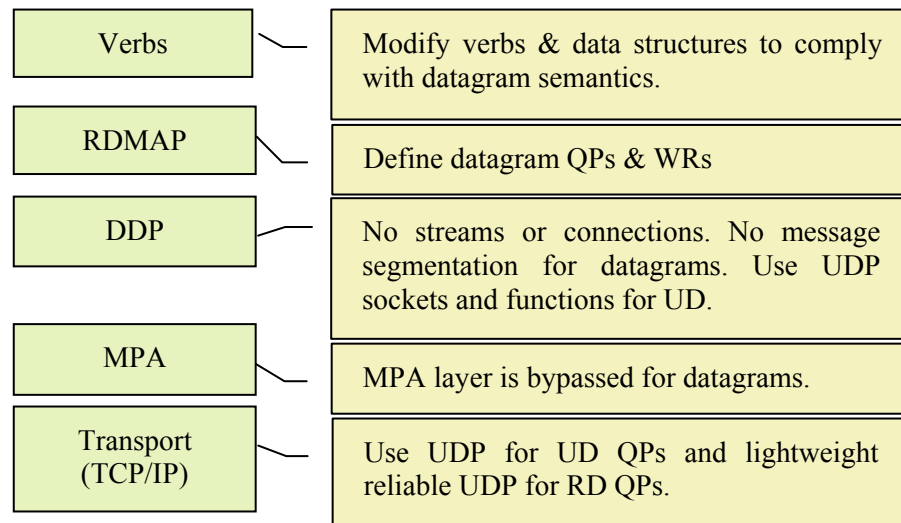 Verbs
Modify verbs & data structures to comply
with datagram semantics.
RDMAP
Define datagram QPs & WRs
DDP
No streams or connections. No message
segmentation for datagrams. Use UDP
sockets and functions for UD.
MPA
MPA layer is bypassed for datagrams.
Transport
(TCP/IP)
Use UDP for UD QPs and lightweight
reliable UDP for RD QPs.